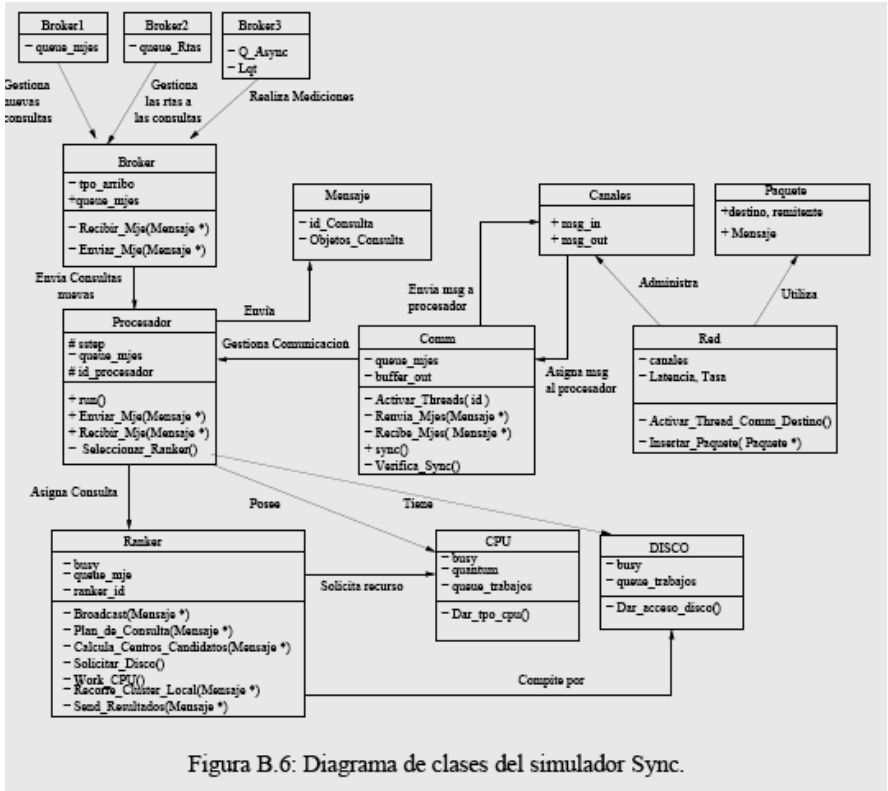 Broker1
− queue_mjes
Broker2
− queue_Rtas
Broker3
− Q_Async
− Lqt
Gestiona
nuevas
consultas
Gestiona
las rtas a
las consultas
Realiza Mediciones
Broker
− tpo_arribo
+queue_mjes
− Recibir_Mje(Mensaje *)
− Enviar_Mje(Mensaje *)
Mensaje
− id_Consulta
− Objetos_Consulta
Canales
+ msg_in
+ msg_out
Paquete
+destino, remitente
+ Mensaje
Envia Consultas
nuevas
Envía
Envia msg a
procesador
Administra
Utiliza
Procesador
# sstep
− queue_mjes
# id_procesador
+ run()
+ Enviar_Mje(Mensaje *)
+ Recibir_Mje(Mensaje *)
− Seleccionar_Ranker()
Gestiona Comunicacion
Comm
− queue_mjes
− buffer_out
− Activar_Threads( id )
− Renvia_Mjes(Mensaje *)
− Recibe_Mjes( Mensaje *)
+ sync()
− Verifica_Sync()
Asigna msg
al procesador
Red
− canales
− Latencia, Tasa
− Activar_Thread_Comm_Destino()
− Insertar_Paquete( Paquete *)
Asigna Consulta
Posee
Tiene
Ranker
− busy
− queue_mje
− ranker_id
− Broadcast(Mensaje *)
− Plan_de_Consulta(Mensaje *)
− Calcula_Centros_Candidatos(Mensaje *)
− Solicitar_Disco()
− Work_CPU()
− Recorre_Cluster_Local(Mensaje *)
− Send_Resultados(Mensaje *)
Solicita recurso
CPU
− busy
− quantum
− queue_trabajos
− Dar_tpo_cpu()
DISCO
− busy
− queue_trabajos
− Dar_acceso_disco()
Compite por
Figura B.6: Diagrama de clases del simulador Sync.